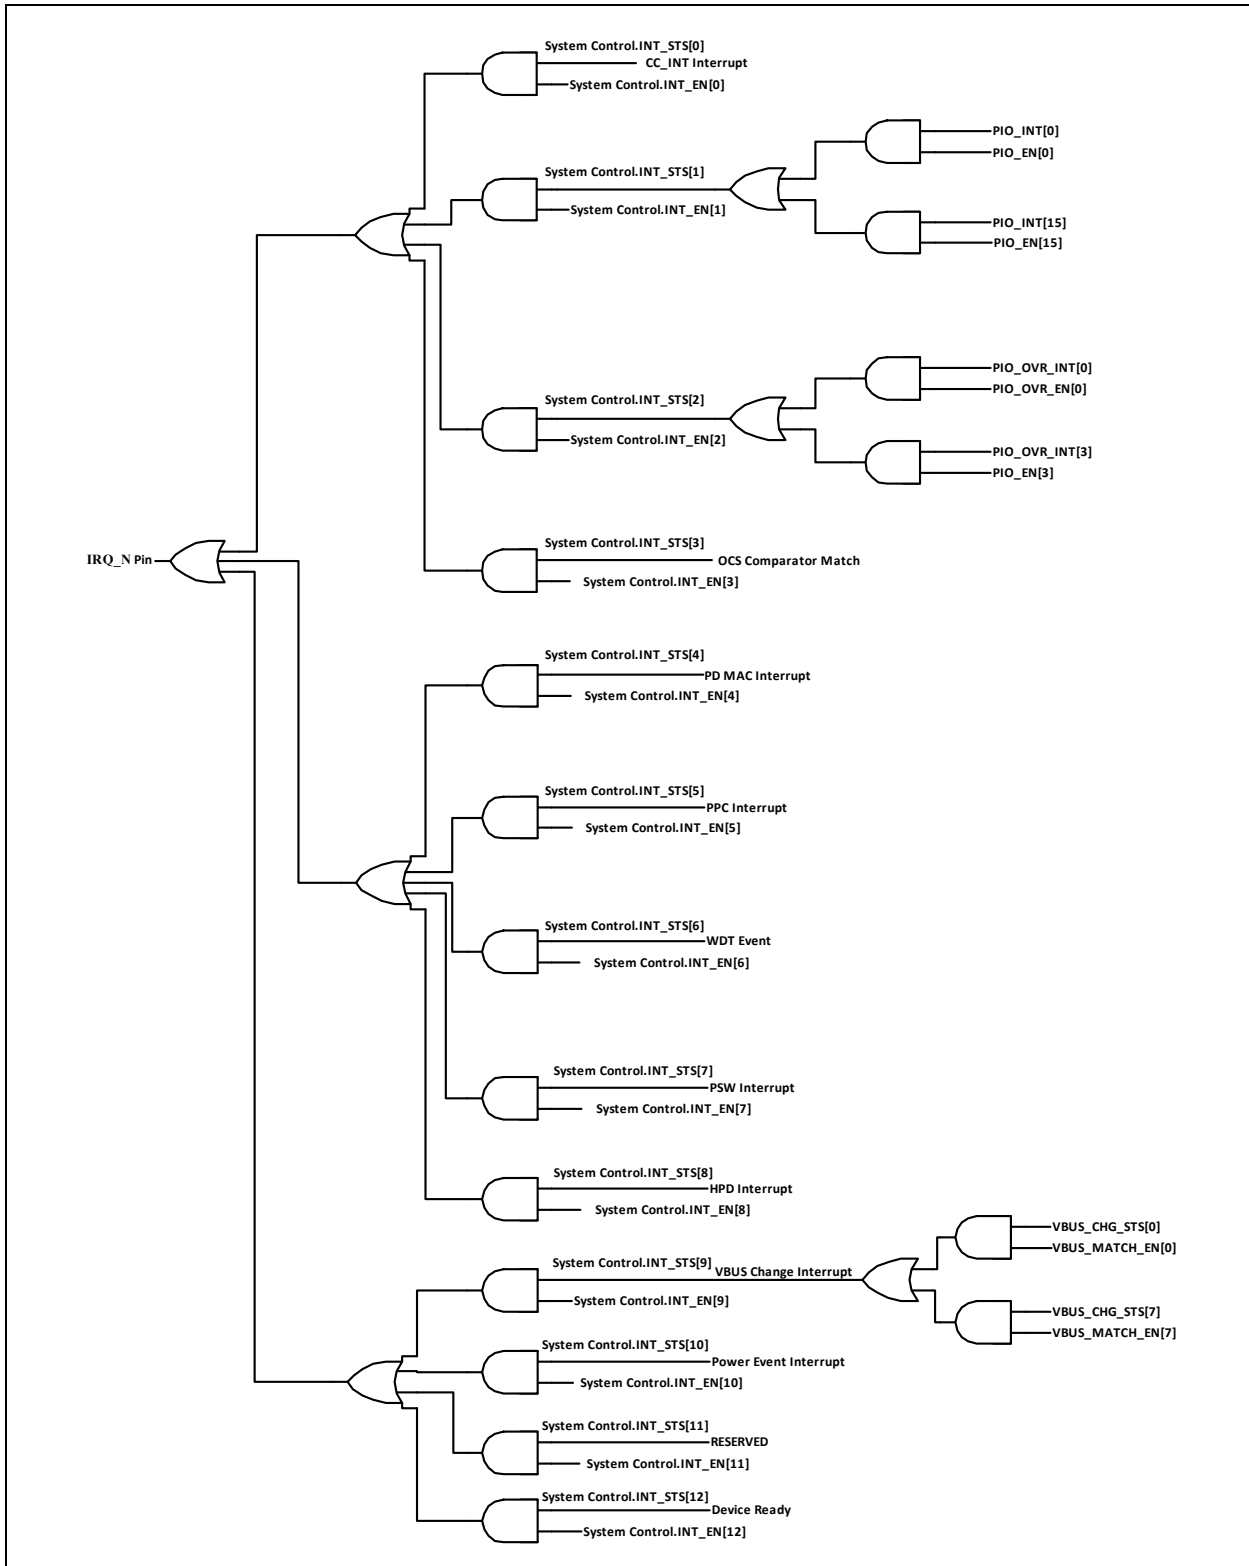 System Control.INT_STS[0]
CC_INT Interrupt
System Control.INT_EN[0]
PIO_INT[0]
PIO_EN[0]
System Control.INT_STS[1]
System Control.INT_EN[1]
PIO_INT[15]
PIO_EN[15]
PIO_OVR_INT[0]
PIO_OVR_EN[0]
System Control.INT_STS[2]
System Control.INT_EN[2]
PIO_OVR_INT[3]
PIO_EN[3]
System Control.INT_STS[3]
OCS Comparator Match
System Control.INT_EN[3]
IRQ_N Pin
System Control.INT_STS[4]
PD MAC Interrupt
System Control.INT_EN[4]
System Control.INT_STS[5]
PPC Interrupt
System Control.INT_EN[5]
System Control.INT_STS[6]
WDT Event
System Control.INT_EN[6]
System Control.INT_STS[7]
PSW Interrupt
System Control.INT_EN[7]
System Control.INT_STS[8]
HPD Interrupt
System Control.INT_EN[8]
VBUS_CHG_STS[0]
VBUS_MATCH_EN[0]
System Control.INT_STS[9]
VBUS Change Interrupt
System Control.INT_EN[9]
VBUS_CHG_STS[7]
VBUS_MATCH_EN[7]
System Control.INT_STS[10]
Power Event Interrupt
System Control.INT_EN[10]
System Control.INT_STS[11]
RESERVED
System Control.INT_EN[11]
System Control.INT_STS[12]
Device Ready
System Control.INT_EN[12]